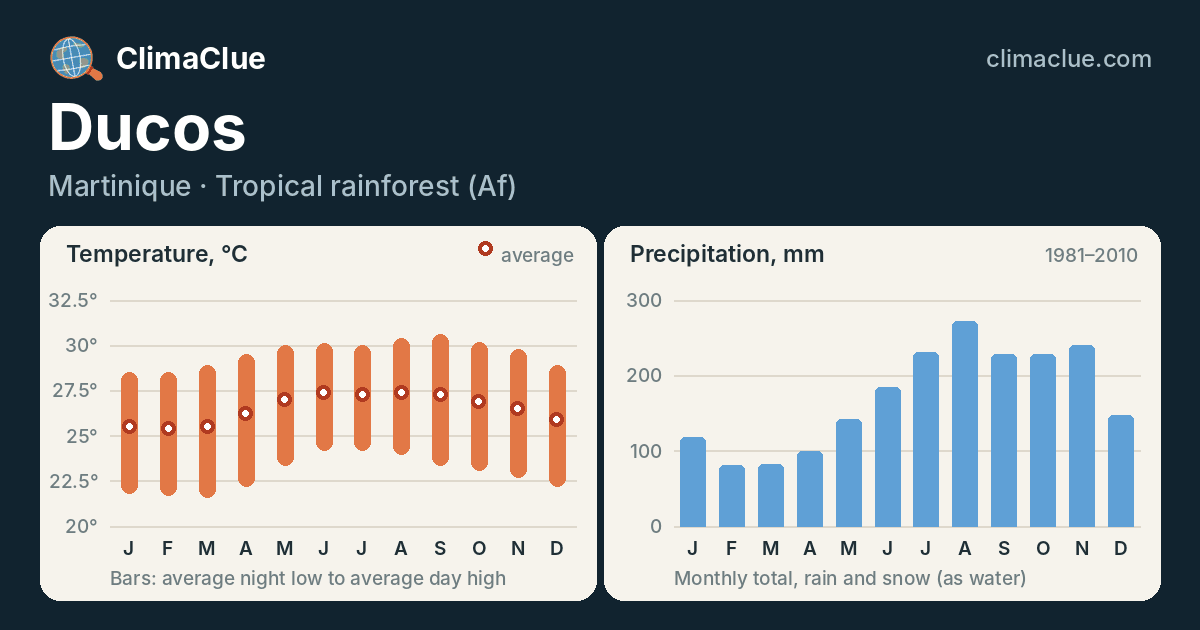 ClimaClue
climaclue.com
Ducos
Martinique · Tropical rainforest (Af)
Temperature, °C
average
32.5°
30°
27.5°
25°
22.5°
20°
J F M A M J J A S O N D
Bars: average night low to average day high
Precipitation, mm
1981–2010
300
200
100
0
J F M A M J J A S O N D
Monthly total, rain and snow (as water)